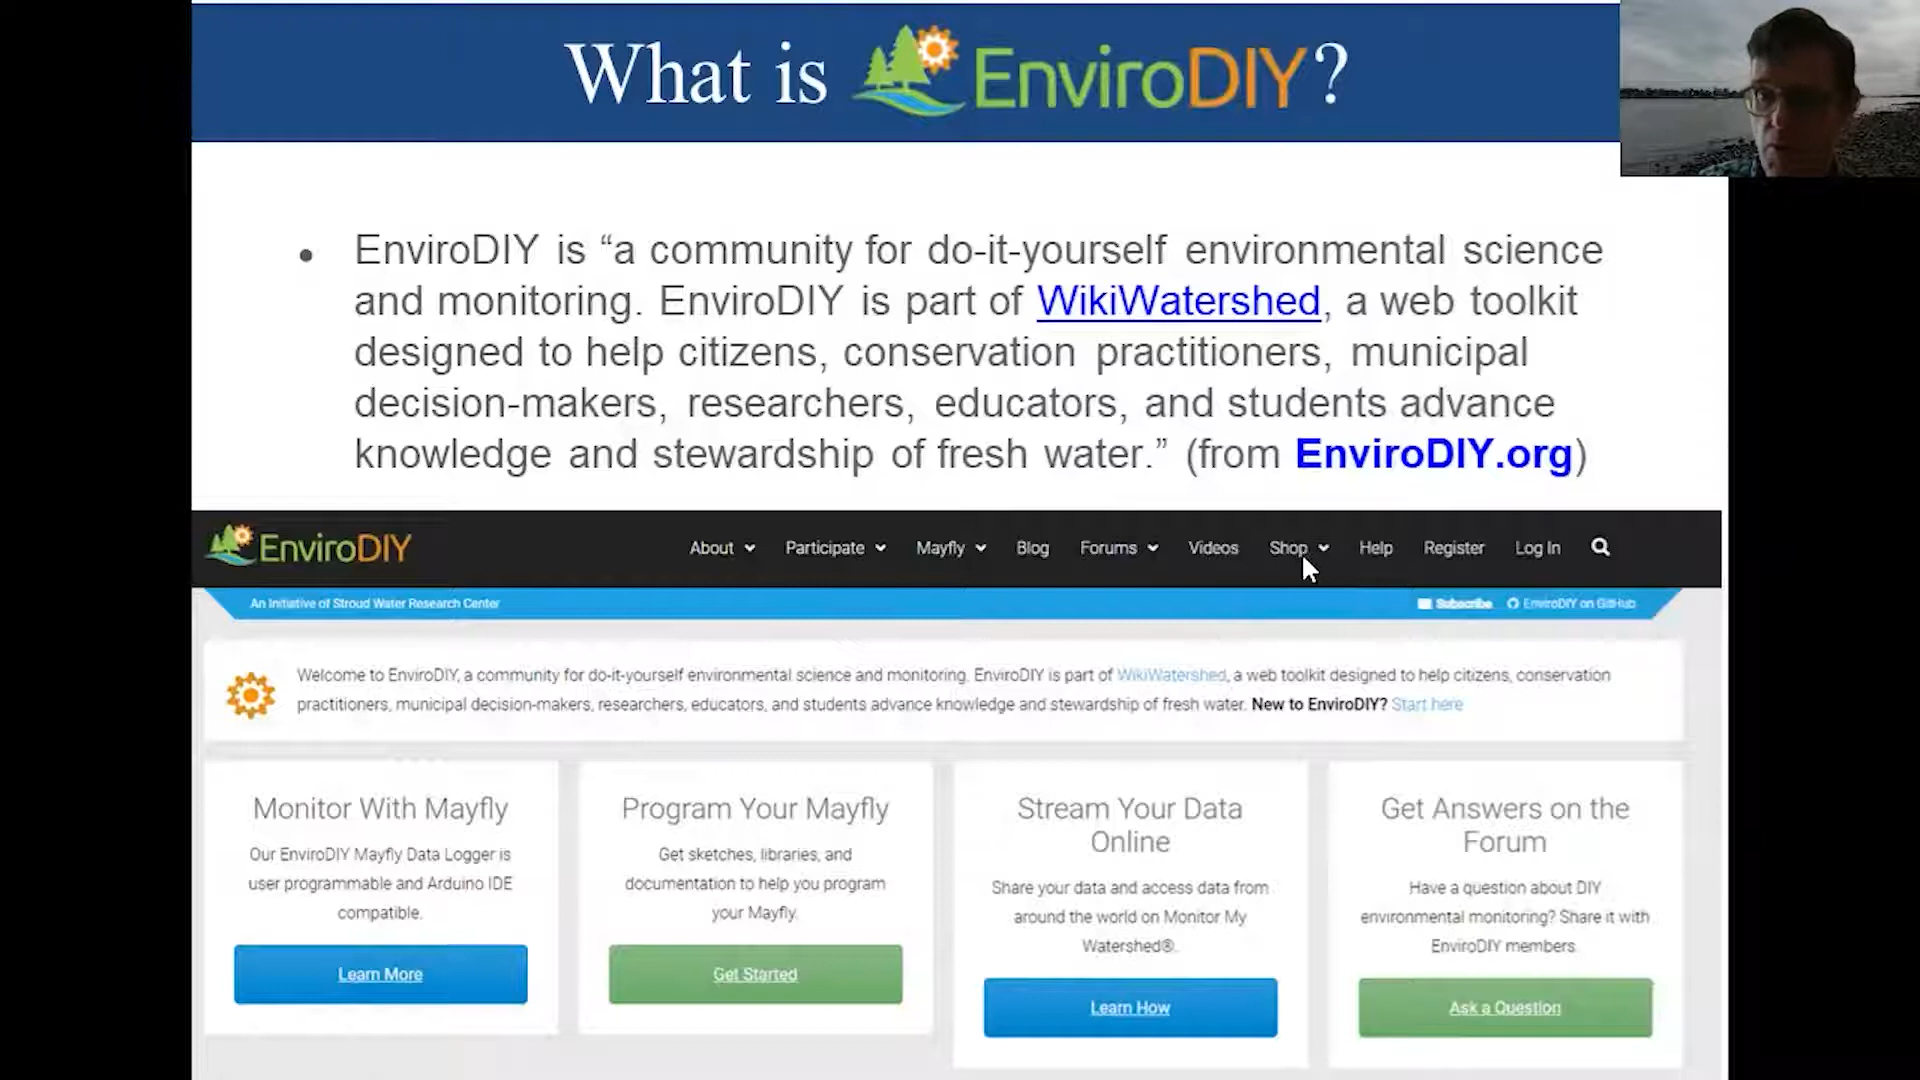 What is EnviroDIY?
• EnviroDIY is “a community for do-it-yourself environmental science
and monitoring. EnviroDIY is part of WikiWatershed, a web toolkit
designed to help citizens, conservation practitioners, municipal
decision-makers, researchers, educators, and students advance
knowledge and stewardship of fresh water.” (from EnviroDIY.org)
EnviroDIY About Participate Mayfly Blog Forums Videos Shop Help Register Log In
An Initiative of Stroud Water Research Center Subscribe EnviroDIY on GitHub
Welcome to EnviroDIY, a community for do-it-yourself environmental science and monitoring. EnviroDIY is part of WikiWatershed, a web toolkit designed to help citizens, conservation
practitioners, municipal decision-makers, researchers, educators, and students advance knowledge and stewardship of fresh water. New to EnviroDIY? Start here
Monitor With Mayfly
Our EnviroDIY Mayfly Data Logger is
user programmable and Arduino IDE
compatible.
Learn More
Program Your Mayfly
Get sketches, libraries, and
documentation to help you program
your Mayfly.
Get Started
Stream Your Data
Online
Share your data and access data from
around the world on Monitor My
Watershed®.
Learn How
Get Answers on the
Forum
Have a question about DIY
environmental monitoring? Share it with
EnviroDIY members.
Ask a Question